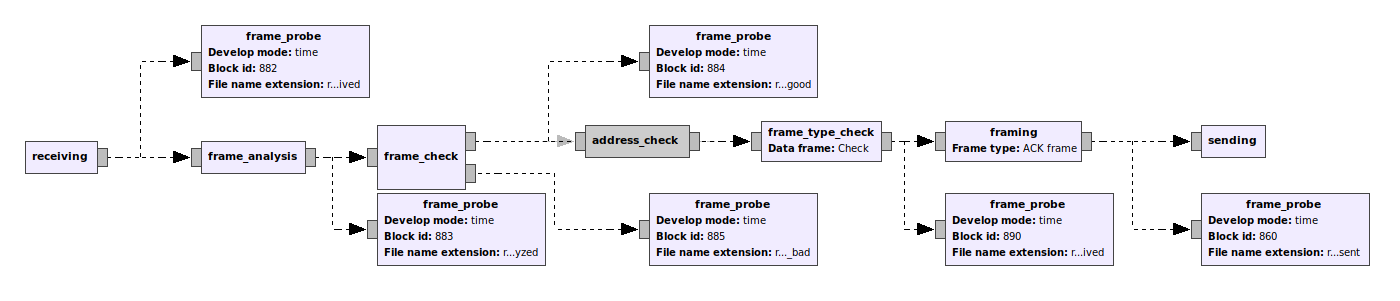 frame_probe
Develop mode: time
Block id: 882
File name extension: r...ived
frame_probe
Develop mode: time
Block id: 884
File name extension: r...good
receiving
frame_analysis
frame_check
address_check
frame_type_check
Data frame: Check
framing
Frame type: ACK frame
sending
frame_probe
Develop mode: time
Block id: 883
File name extension: r...yzed
frame_probe
Develop mode: time
Block id: 885
File name extension: r..._bad
frame_probe
Develop mode: time
Block id: 890
File name extension: r...ived
frame_probe
Develop mode: time
Block id: 860
File name extension: r...sent